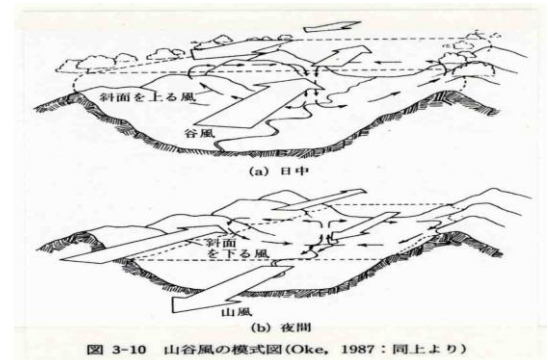 斜面を上る風
谷風
(a) 日中
斜面
を下る風
山風
(b) 夜間
図 3-10 山谷風の模式図(Oke, 1987:同上より)